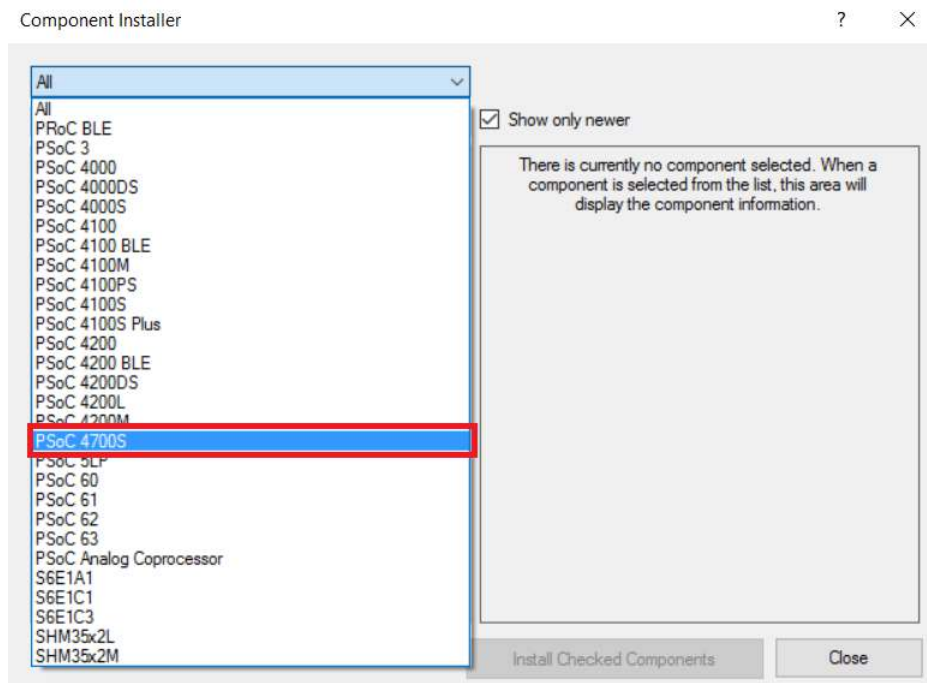 Component Installer
?
All
All
PRoC BLE
PSoC 3
PSoC 4000
PSoC 4000DS
PSoC 4000S
PSoC 4100
PSoC 4100 BLE
PSoC 4100M
PSoC 4100PS
PSoC 4100S
PSoC 4100S Plus
PSoC 4200
PSoC 4200 BLE
PSoC 4200DS
PSoC 4200L
PSoC 4200M
PSoC 4700S
PSoC 5LP
PSoC 60
PSoC 61
PSoC 62
PSoC 63
PSoC Analog Coprocessor
S6E1A1
S6E1C1
S6E1C3
SHM35x2L
SHM35x2M
Show only newer
There is currently no component selected. When a
component is selected from the list, this area will
display the component information.
Install Checked Components
Close